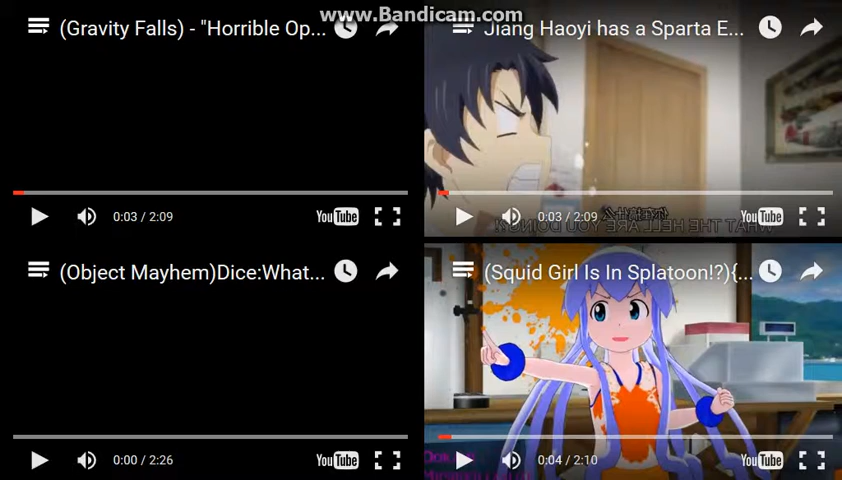 www.Bandicam.com
(Gravity Falls) - "Horrible Op...
Jiang Haoyi has a Sparta E...
WHAT THE HELL ARE YOU DOING!!
0:03 / 2:09
YouTube
0:03 / 2:09
YouTube
(Object Mayhem)Dice:What...
(Squid Girl Is In Splatoon!?){...
0:00 / 2:26
YouTube
0:04 / 2:10
YouTube